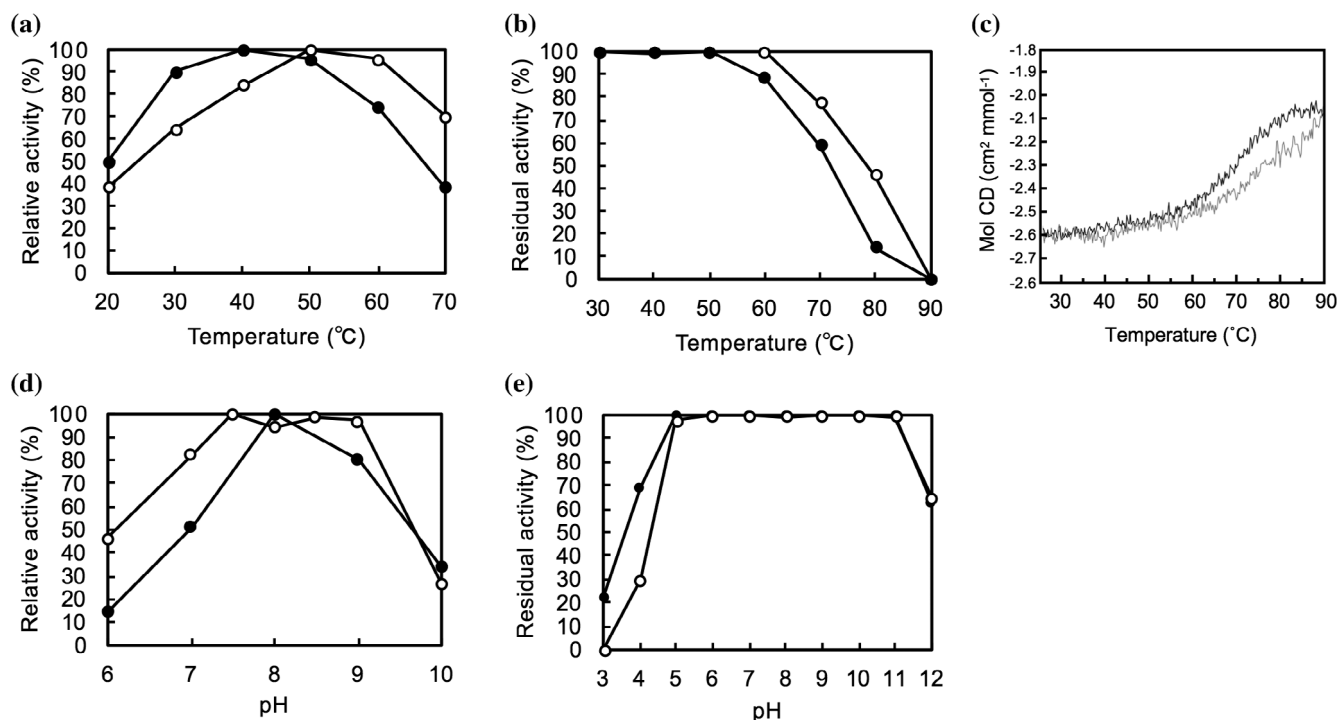 (a)
Relative activity (%)
100
90
80
70
60
50
40
30
20
10
0
20 30 40 50 60 70
Temperature (℃)
(b)
Residual activity (%)
100
90
80
70
60
50
40
30
20
10
0
30 40 50 60 70 80 90
Temperature (℃)
(c)
Mol CD (cm² mmol⁻¹)
-1.8
-1.9
-2.0
-2.1
-2.2
-2.3
-2.4
-2.5
-2.6
-2.6
30 40 50 60 70 80 90
Temperature (˚C)
(d)
Relative activity (%)
100
90
80
70
60
50
40
30
20
10
0
6 7 8 9 10
pH
(e)
Residual activity (%)
100
90
80
70
60
50
40
30
20
10
0
3 4 5 6 7 8 9 10 11 12
pH